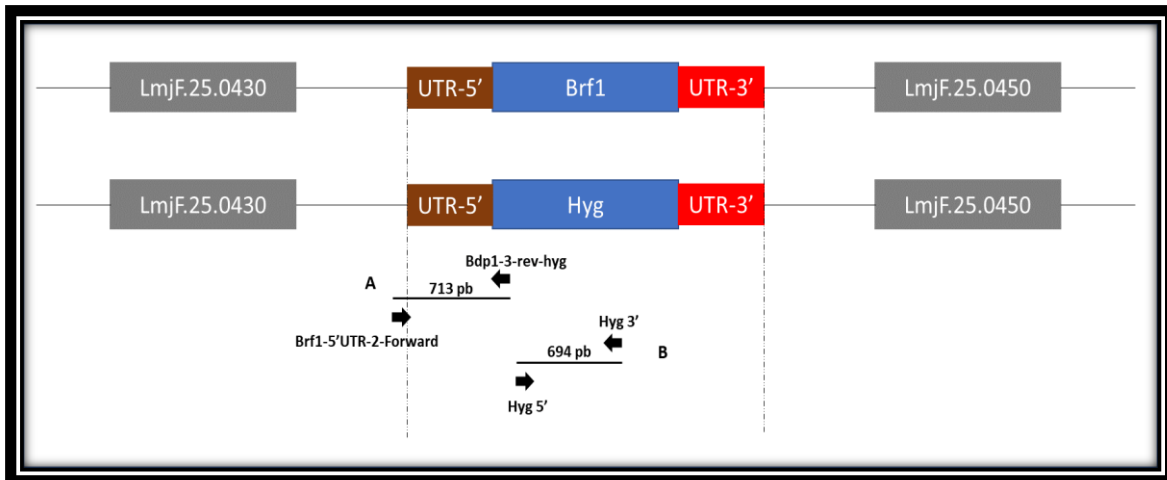 LmjF.25.0430 UTR-5' Brf1 UTR-3' LmjF.25.0450
LmjF.25.0430 UTR-5' Hyg UTR-3' LmjF.25.0450
Bdp1-3-rev-hyg
A 713 pb
Brf1-5'UTR-2-Forward
Hyg 3'
694 pb B
Hyg 5'